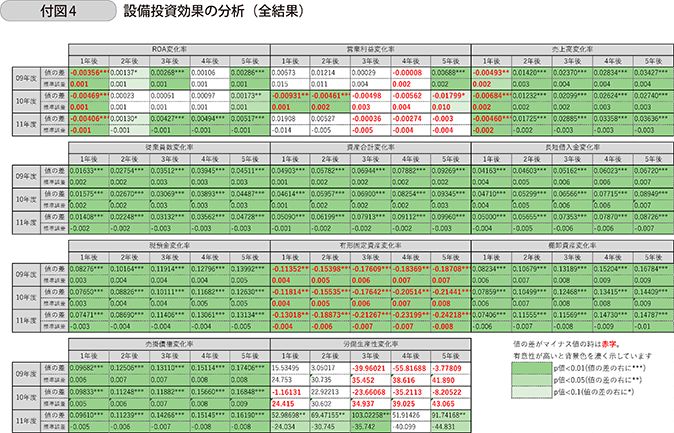 付図4 設備投資効果の分析（全結果）
ROA変化率 営業利益変化率 売上高変化率
1年後 2年後 3年後 4年後 5年後 1年後 2年後 3年後 4年後 5年後 1年後 2年後 3年後 4年後 5年後
09年度 値の差 -0.00356*** 0.00137* 0.00268*** 0.00106 0.00286*** 0.00573 0.01214 0.00029 -0.00008 0.00688*** -0.00493** 0.01420*** 0.02370*** 0.02834*** 0.03427***
標準誤差 0.001 0.001 0.001 0.001 0.001 0.015 0.011 0.004 0.002 0.002 0.002 0.002 0.002 0.003 0.003
10年度 値の差 -0.00469*** 0.00023 0.00061 0.00097 0.00173** -0.00931** -0.00461** -0.00498 -0.00562 -0.01799* -0.00684*** 0.01232*** 0.02099*** 0.02624*** 0.02740***
標準誤差 0.001 0.001 0.001 0.001 0.001 0.001 0.002 0.003 0.004 0.010 0.002 0.002 0.003 0.003 0.003
11年度 値の差 -0.00406*** 0.00130* 0.00427*** 0.00494*** 0.00517*** 0.01908 0.00527 -0.00036 -0.00274 -0.003 -0.00460** 0.01725*** 0.02885*** 0.03358*** 0.03636***
標準誤差 -0.001 -0.001 -0.001 -0.001 -0.001 -0.014 -0.005 -0.005 -0.004 -0.004 -0.002 -0.002 -0.003 -0.003 -0.003
従業員数変化率 資産合計変化率 長短借入金変化率
1年後 2年後 3年後 4年後 5年後 1年後 2年後 3年後 4年後 5年後 1年後 2年後 3年後 4年後 5年後
09年度 値の差 0.01633*** 0.02754*** 0.03512*** 0.03945*** 0.04511*** 0.04903*** 0.05782*** 0.06944*** 0.07882*** 0.09269*** 0.04163*** 0.04603*** 0.05162*** 0.06023*** 0.06720***
標準誤差 0.001 0.002 0.002 0.003 0.003 0.001 0.002 0.002 0.003 0.003 0.004 0.005 0.006 0.006 0.007
10年度 値の差 0.01575*** 0.02670*** 0.03069*** 0.03893*** 0.04487*** 0.04614*** 0.05957*** 0.06900*** 0.08254*** 0.09345*** 0.04710*** 0.05299*** 0.06566*** 0.07715*** 0.08949***
標準誤差 0.002 0.002 0.002 0.003 0.003 0.001 0.002 0.002 0.003 0.003 0.004 0.005 0.006 0.006 0.007
11年度 値の差 0.01408*** 0.02248*** 0.03132*** 0.03562*** 0.04728*** 0.05090*** 0.06199*** 0.07913*** 0.09112*** 0.09960*** 0.05000*** 0.05655*** 0.07353*** 0.07870*** 0.08726***
標準誤差 -0.002 -0.002 -0.002 -0.003 -0.003 -0.001 -0.002 -0.002 -0.003 -0.003 -0.004 -0.005 -0.006 -0.007 -0.008
現預金変化率 有形固定資産変化率 棚卸資産変化率
1年後 2年後 3年後 4年後 5年後 1年後 2年後 3年後 4年後 5年後 1年後 2年後 3年後 4年後 5年後
09年度 値の差 0.08276*** 0.10164*** 0.11914*** 0.12796*** 0.13992*** -0.11352** -0.15398*** -0.17609*** -0.18369** -0.18708*** 0.08234*** 0.10679*** 0.13189*** 0.15204*** 0.16784***
標準誤差 0.003 0.004 0.004 0.005 0.005 0.004 0.005 0.006 0.007 0.007 0.006 0.007 0.008 0.009 0.009
10年度 値の差 0.07650*** 0.08826*** 0.10111*** 0.11682*** 0.12630*** -0.11814** -0.15535** -0.17642** -0.20514** -0.21441** 0.07857*** 0.10499*** 0.12468*** 0.13415*** 0.14409***
標準誤差 0.003 0.004 0.004 0.005 0.005 0.004 0.005 0.006 0.007 0.008 0.006 0.007 0.008 0.009 0.009
11年度 値の差 0.07471*** 0.08690*** 0.11406*** 0.13061*** 0.13134*** -0.13018** -0.18873*** -0.21267*** -0.23199** -0.24218*** 0.07406*** 0.11555*** 0.13569*** 0.14730*** 0.14787***
標準誤差 -0.003 -0.004 -0.004 -0.005 -0.005 -0.004 -0.006 -0.007 -0.007 -0.008 -0.006 -0.007 -0.008 -0.009 -0.01
売掛債権変化率 労働生産性変化率
1年後 2年後 3年後 4年後 5年後 1年後 2年後 3年後 4年後 5年後
09年度 値の差 0.09682*** 0.12506*** 0.13110*** 0.15114*** 0.17406*** 15.53495 3.05017 -39.96021 -55.81688 -3.77809
標準誤差 0.006 0.007 0.007 0.008 0.008 24.753 30.735 35.452 38.616 41.890
10年度 値の差 0.09833*** 0.11248*** 0.11882*** 0.15660*** 0.16848*** -1.16131 22.92213 -23.66068 -35.2113 -8.20522
標準誤差 0.006 0.006 0.007 0.008 0.008 24.415 30.602 34.937 39.025 43.065
11年度 値の差 0.09610*** 0.11239*** 0.14266*** 0.15145*** 0.16190*** 52.98698** 69.47155** 103.02258*** 51.91426 91.74168**
標準誤差 -0.005 -0.006 -0.007 -0.008 -0.008 -24.034 -30.745 -35.742 -40.099 -44.831
値の差がマイナス値の時は赤字。
有意性が高いと背景色を濃く示しています
p値<0.01(値の差の右に***)
p値<0.05(値の差の右に**)
p値<0.1(値の差の右に*)